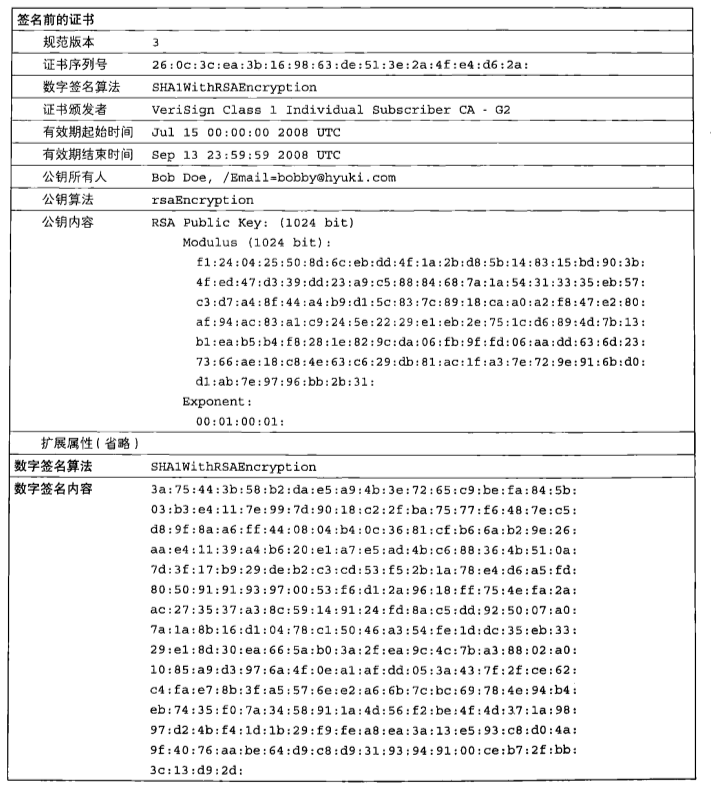 签名前的证书
规范版本 3
证书序列号 26:0c:3c:ea:3b:16:98:63:de:51:3e:2a:4f:e4:d6:2a:
数字签名算法 SHA1WithRSAEncryption
证书颁发者 VeriSign Class 1 Individual Subscriber CA - G2
有效期起始时间 Jul 15 00:00:00 2008 UTC
有效期结束时间 Sep 13 23:59:59 2008 UTC
公钥所有人 Bob Doe, /Email=bobby@hyuki.com
公钥算法 rsaEncryption
公钥内容 RSA Public Key: (1024 bit)
Modulus (1024 bit):
f1:24:04:25:50:8d:6c:eb:dd:4f:1a:2b:d8:5b:14:83:15:bd:90:3b:
4f:ed:47:d3:39:dd:23:a9:c5:88:84:68:7a:1a:54:31:33:35:eb:57:
c3:d7:a4:8f:44:a4:b9:d1:5c:83:7c:89:18:ca:a0:a2:f8:47:e2:80:
af:94:ac:83:a1:c9:24:5e:22:29:e1:eb:2e:75:1c:d6:89:4d:7b:13:
b1:ea:b5:b4:f8:28:1e:82:9c:da:06:fb:9f:fd:06:aa:dd:63:6d:23:
73:66:ae:18:c8:4e:63:c6:29:db:81:ac:1f:a3:7e:72:9e:91:6b:d0:
d1:ab:7e:97:96:bb:2b:31:
Exponent:
00:01:00:01:
扩展属性(省略)
数字签名算法 SHA1WithRSAEncryption
数字签名内容 3a:75:44:3b:58:b2:da:e5:a9:4b:3e:72:65:c9:be:fa:84:5b:
03:b3:e4:11:7e:99:7d:90:18:c2:2f:ba:75:77:f6:48:7e:c5:
d8:9f:8a:a6:ff:44:08:04:b4:0c:36:81:cf:b6:6a:b2:9e:26:
aa:e4:11:39:a4:b6:20:e1:a7:e5:ad:4b:c6:88:36:4b:51:0a:
7d:3f:17:b9:29:de:b2:c3:cd:53:f5:2b:1a:78:e4:d6:a5:fd:
80:50:91:91:93:97:00:53:f6:d1:2a:96:18:ff:75:4e:fa:2a:
ac:27:35:37:a3:8c:59:14:91:24:fd:8a:c5:dd:92:50:07:a0:
7a:1a:8b:16:d1:04:78:c1:50:46:a3:54:fe:1d:dc:35:eb:33:
29:e1:8d:30:ea:66:5a:b0:3a:2f:ea:9c:4c:7b:a3:88:02:a0:
10:85:a9:d3:97:6a:4f:0e:a1:af:dd:05:3a:43:7f:2f:ce:62:
c4:fa:e7:8b:3f:a5:57:6e:e2:a6:6b:7c:bc:69:78:4e:94:b4:
eb:74:35:f0:7a:34:58:91:1a:4d:56:f2:be:4f:4d:37:1a:98:
97:d2:4b:f4:1d:1b:29:f9:fe:a8:ea:3a:13:e5:93:c8:d0:4a:
9f:40:76:aa:be:64:d9:c8:d9:31:93:94:91:00:ce:b7:2f:bb:
3c:13:d9:2d: